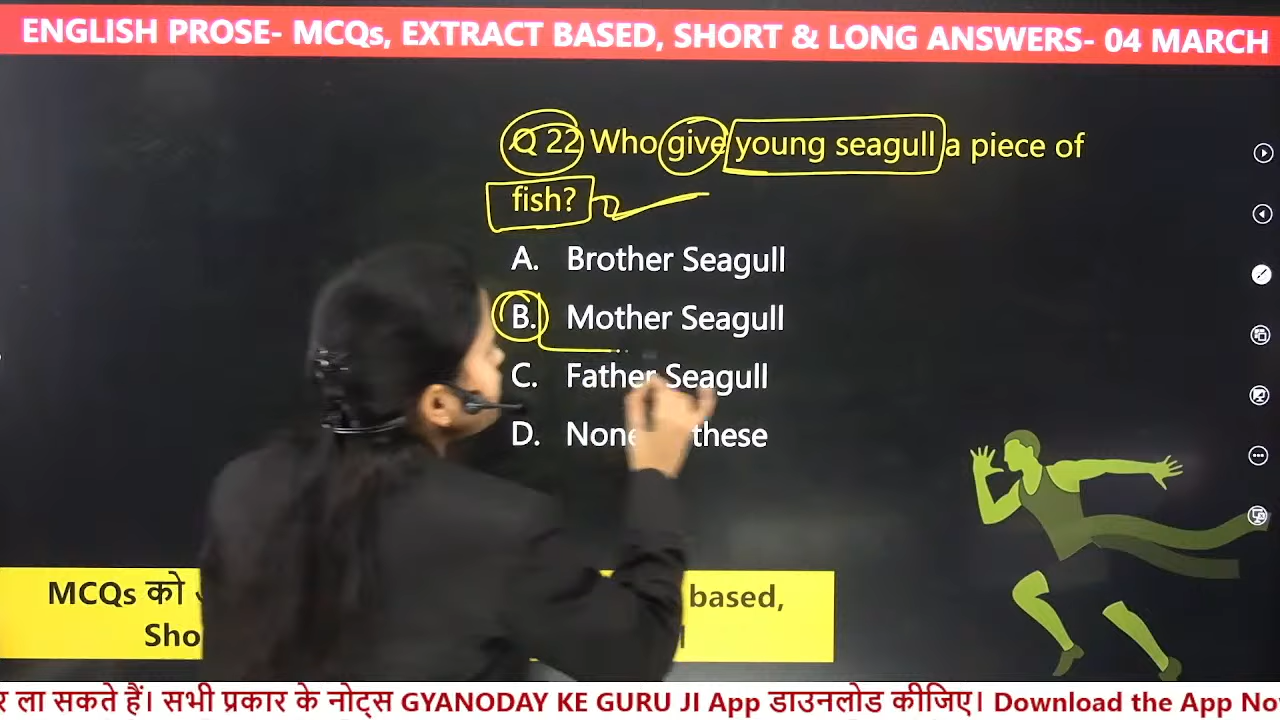 ENGLISH PROSE- MCQs, EXTRACT BASED, SHORT & LONG ANSWERS- 04 MARCH
Q 22 Who give young seagull a piece of
fish?
A. Brother Seagull
B. Mother Seagull
C. Father Seagull
D. None these
MCQs को based,
Sho
र ला सकते हैं। सभी प्रकार के नोट्स GYANODAY KE GURU JI App डाउनलोड कीजिए। Download the App No